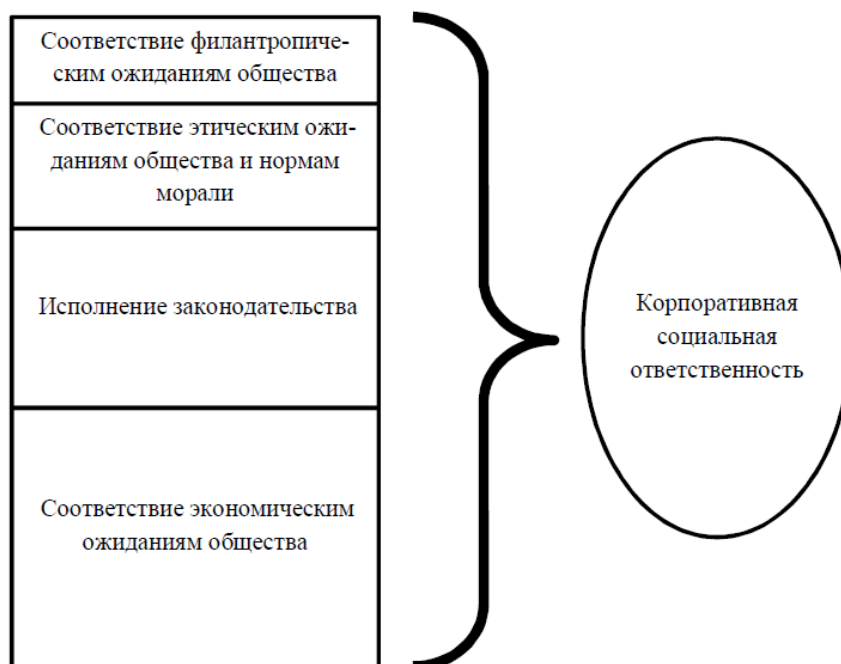 Соответствие филантропиче-
ским ожиданиям общества
Соответствие этическим ожи-
даниям общества и нормам
морали
Исполнение законодательства
Соответствие экономическим
ожиданиям общества
Корпоративная
социальная
ответственность